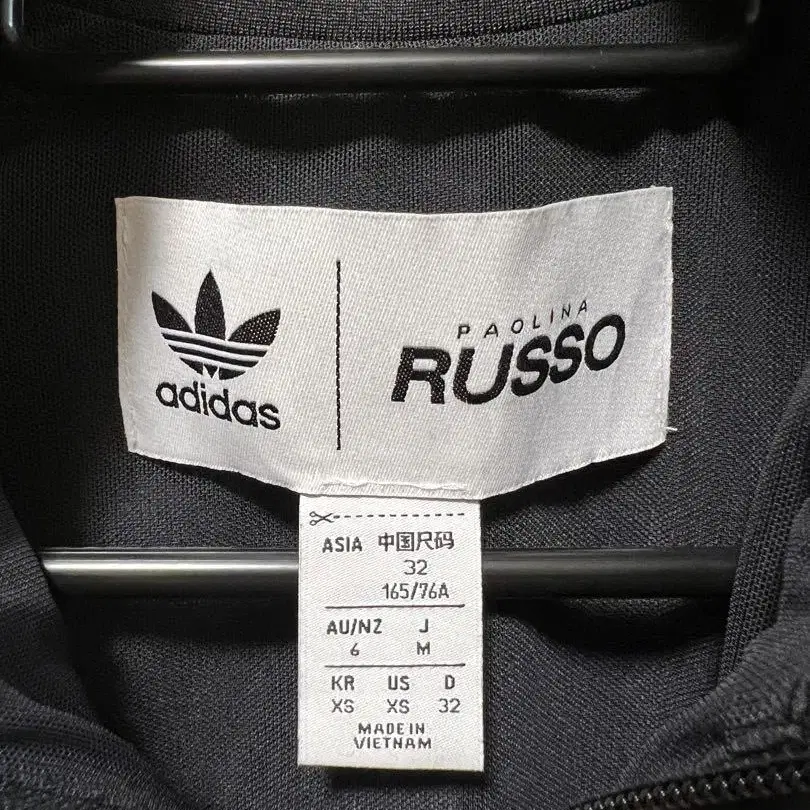 adidas
PAOLINA
RUSSO
ASIA 中国尺码
32
165/76A
AU/NZ J
6 M
KR US D
XS XS 32
MADE IN
VIETNAM